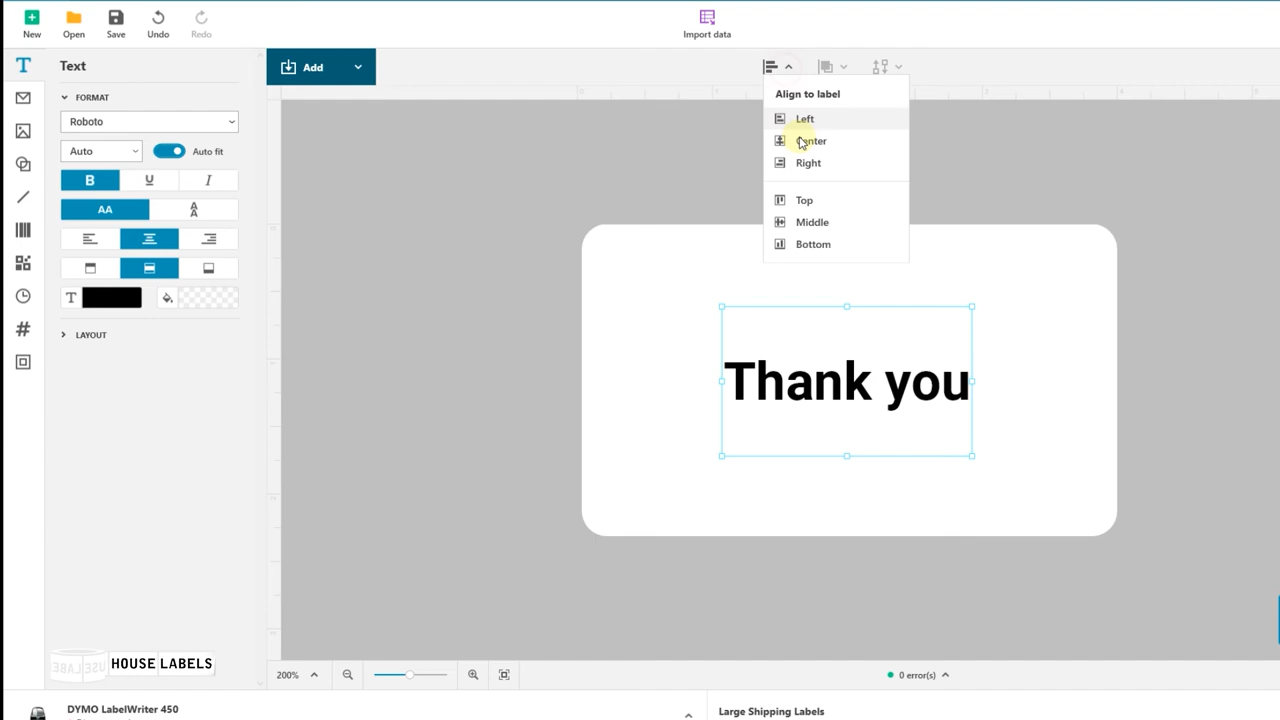 New Open Save Undo Redo Import data
Text
Add
FORMAT
Roboto
Auto Auto fit
B U I
AA A A
T
LAYOUT
Align to label
Left
Center
Right
Top
Middle
Bottom
Thank you
HOUSE LABELS
200%
0 error(s)
DYMO LabelWriter 450
Large Shipping Labels